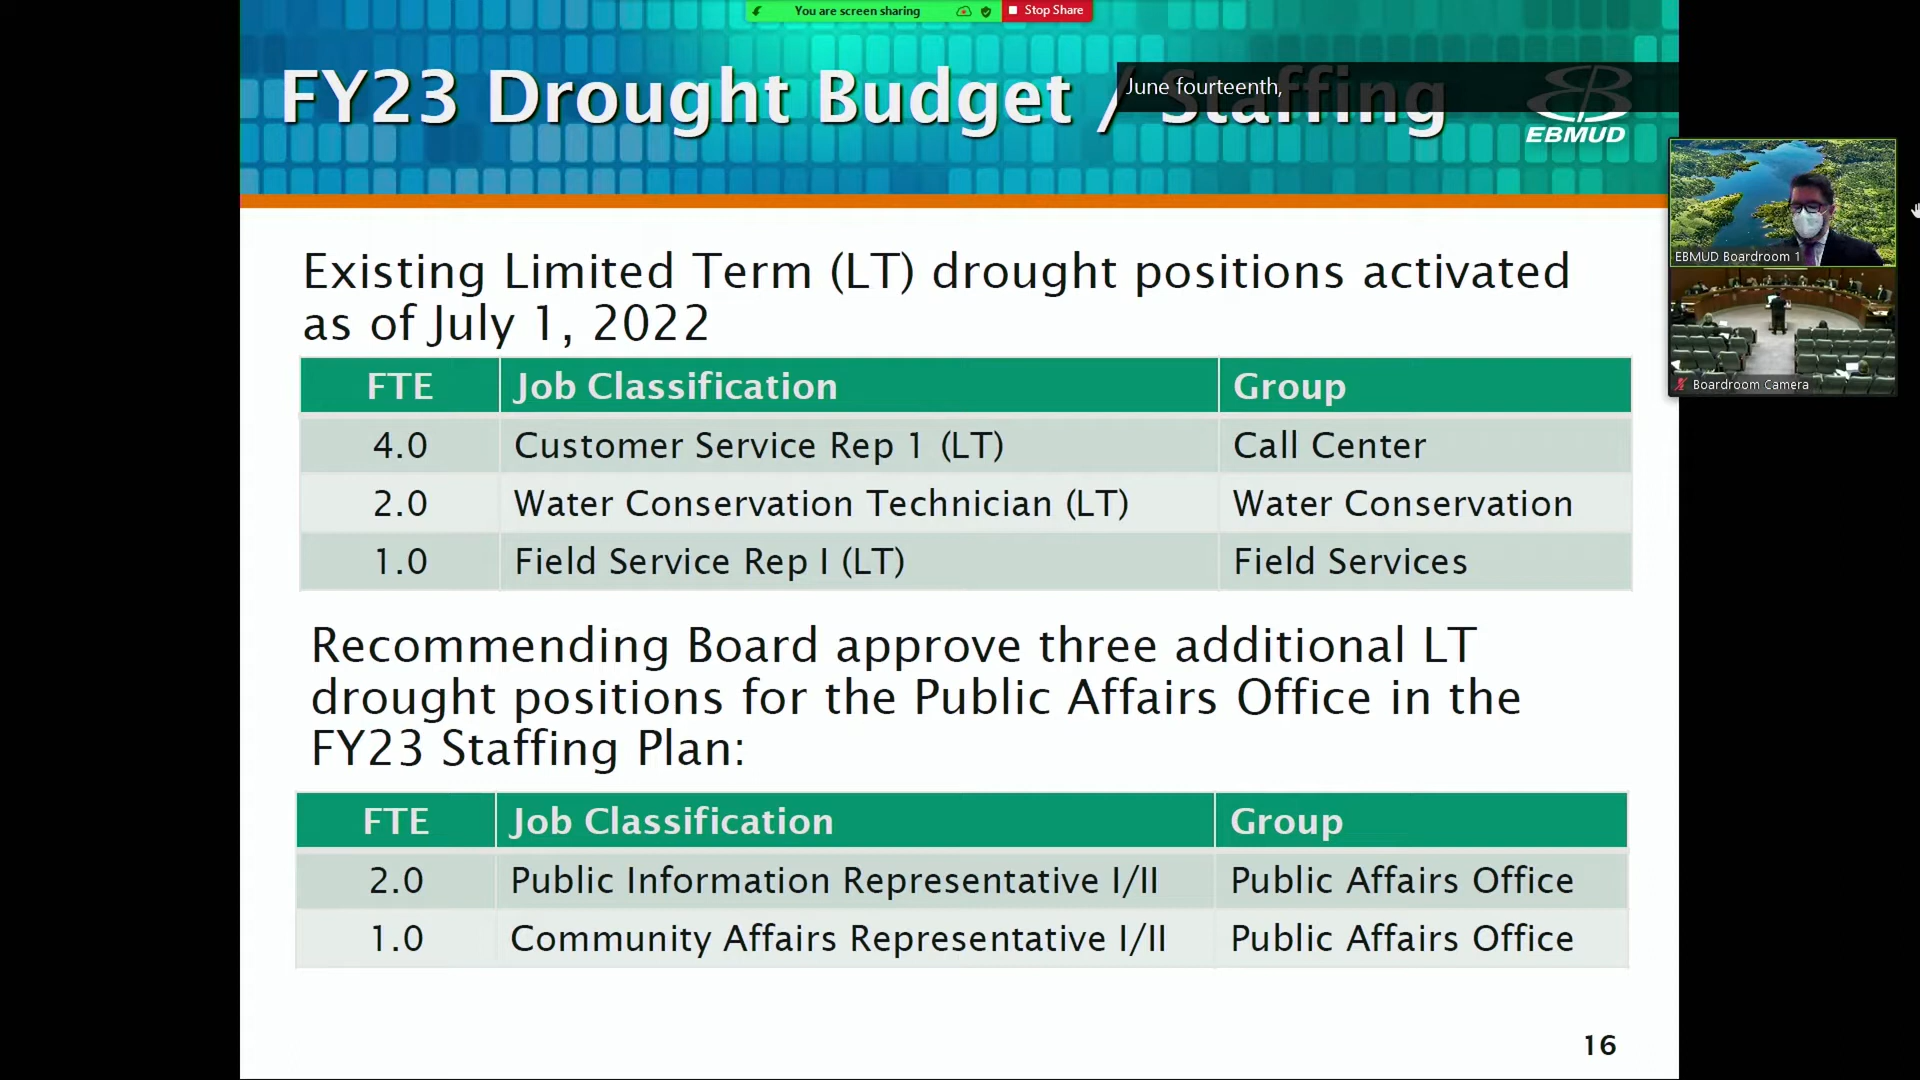 You are screen sharing
Stop Share
FY23 Drought Budget / Staffing
June fourteenth,
EBMUD
EBMUD Boardroom 1
Boardroom Camera
Existing Limited Term (LT) drought positions activated
as of July 1, 2022
FTE Job Classification Group
4.0 Customer Service Rep 1 (LT) Call Center
2.0 Water Conservation Technician (LT) Water Conservation
1.0 Field Service Rep I (LT) Field Services
Recommending Board approve three additional LT
drought positions for the Public Affairs Office in the
FY23 Staffing Plan:
FTE Job Classification Group
2.0 Public Information Representative I/II Public Affairs Office
1.0 Community Affairs Representative I/II Public Affairs Office
16